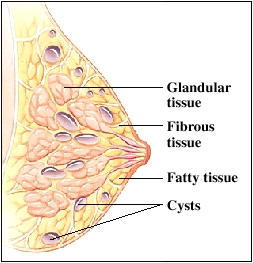 Glandular
tissue
Fibrous
tissue
Fatty tissue
Cysts